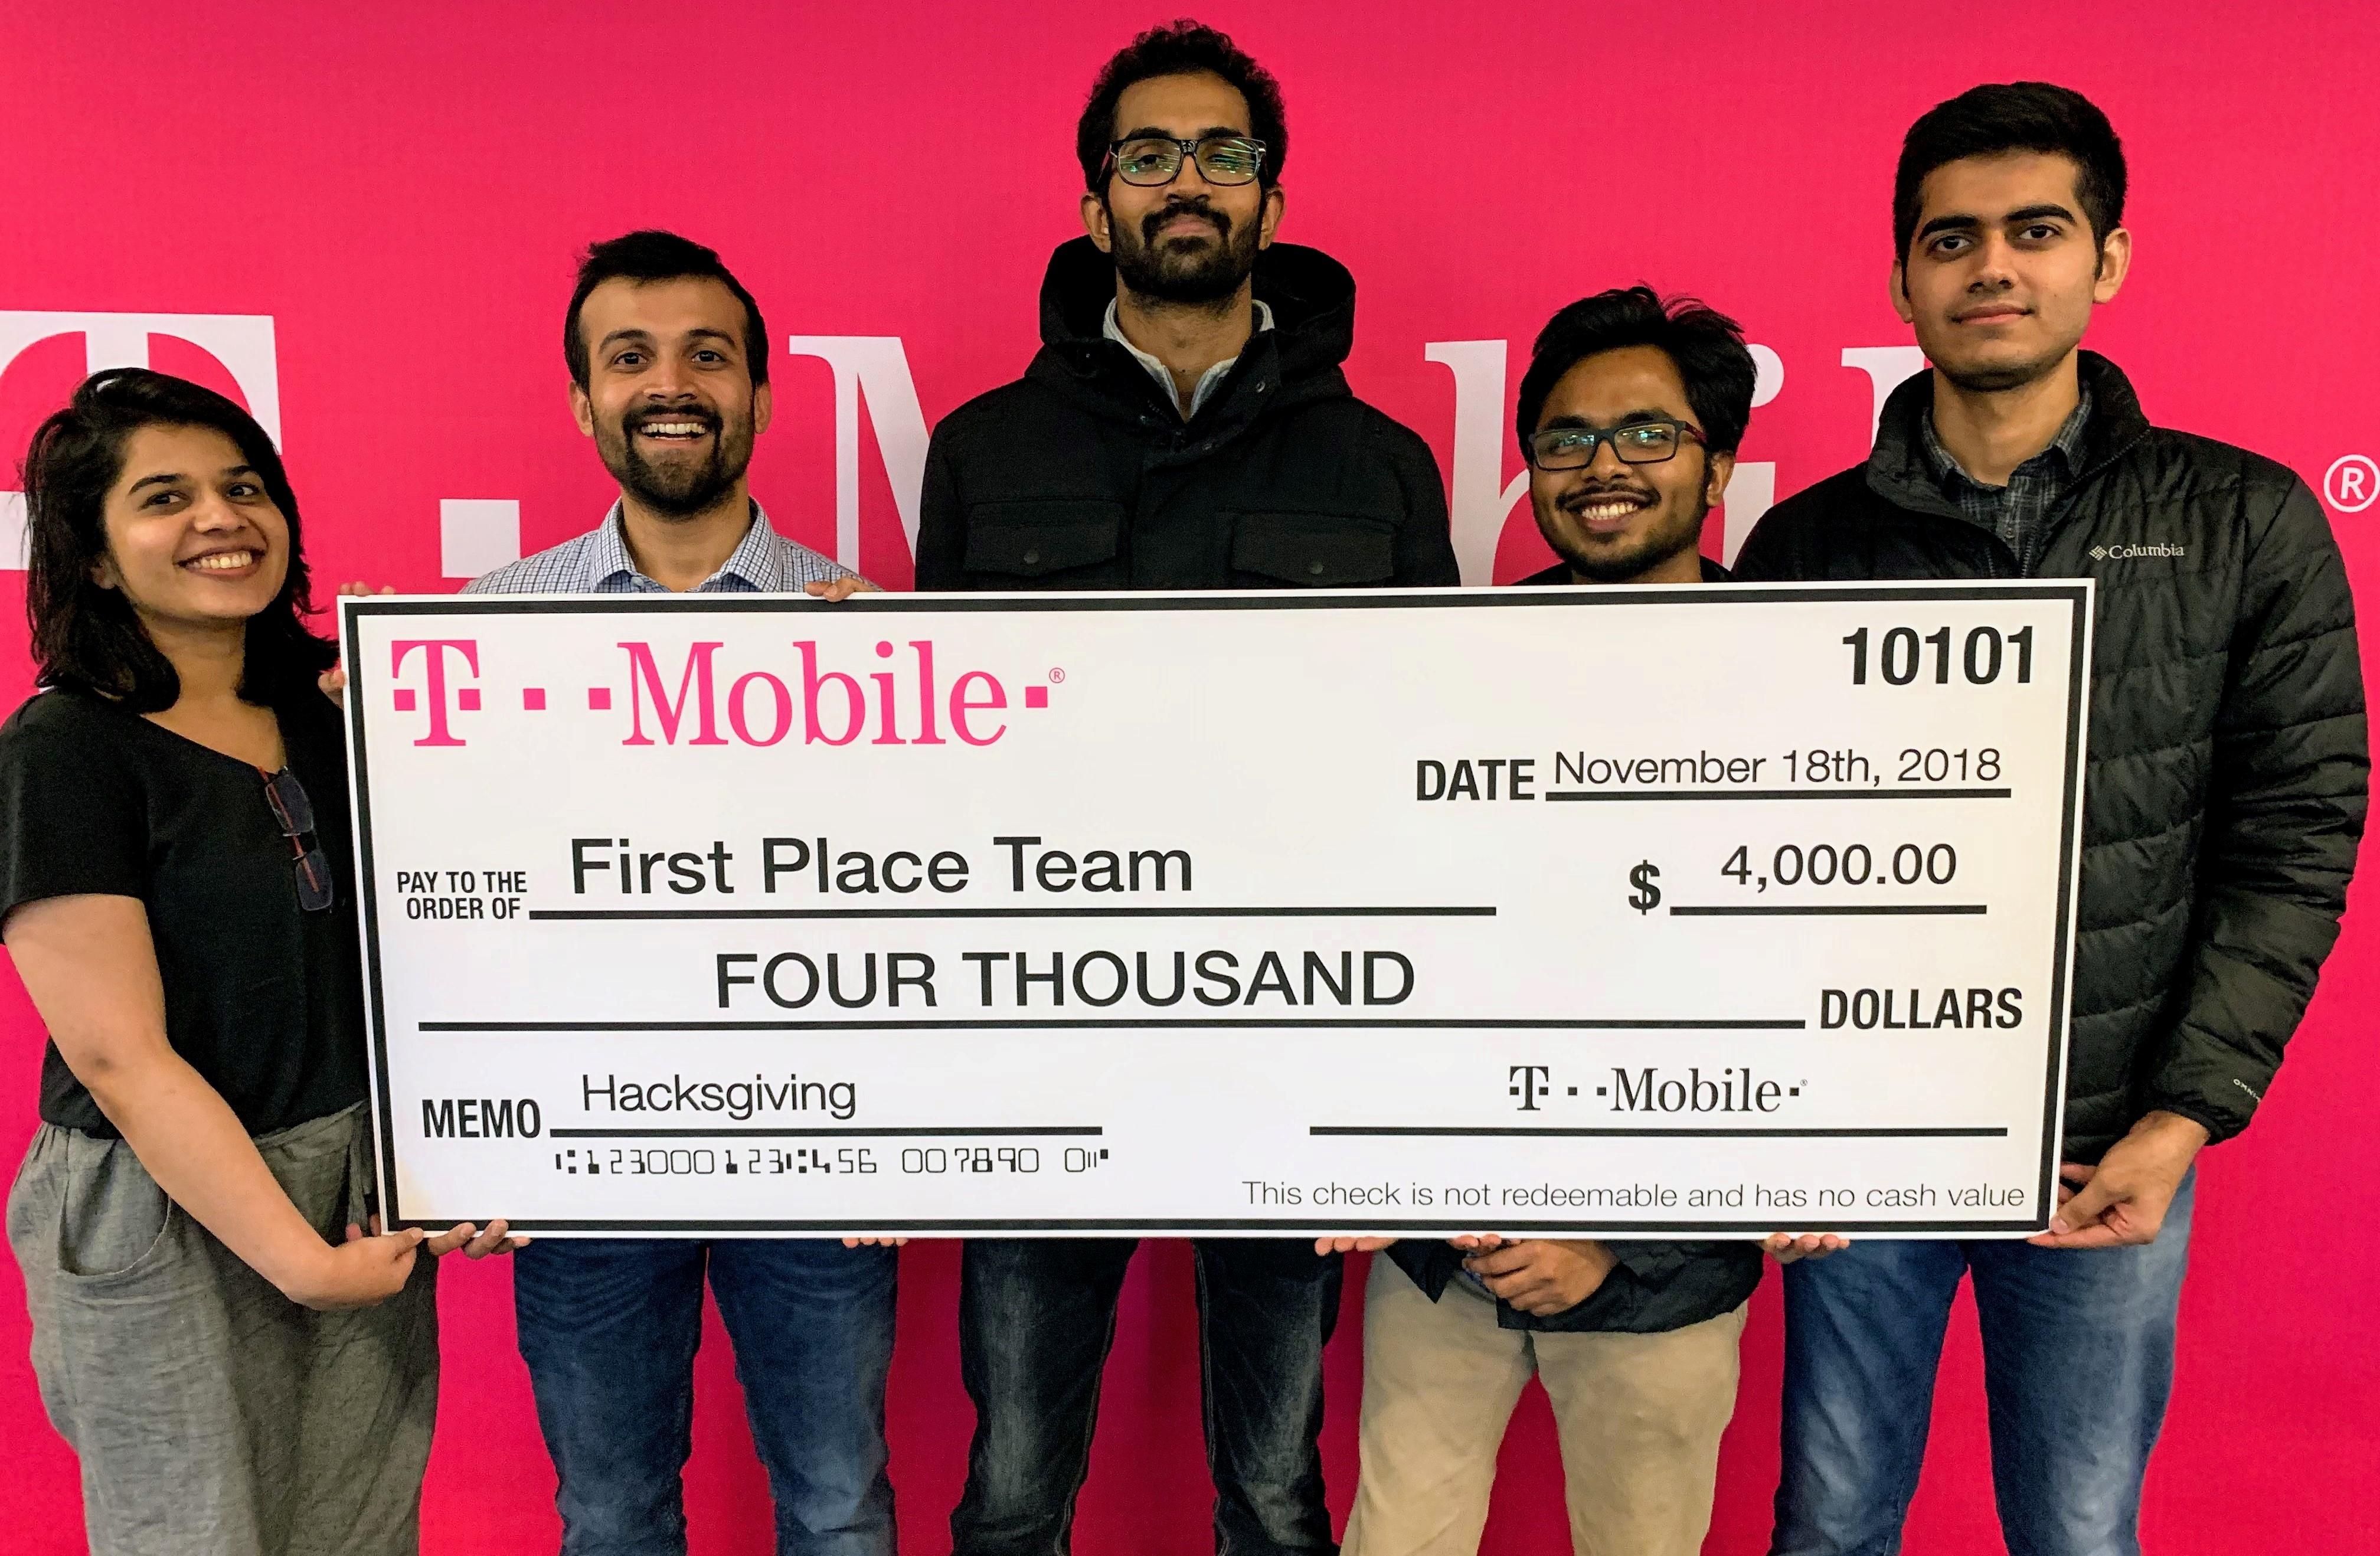 T Mobile ®
Columbia
T··Mobile·®
10101
DATE November 18th, 2018
PAY TO THE
ORDER OF First Place Team
$ 4,000.00
FOUR THOUSAND DOLLARS
MEMO Hacksgiving
T··Mobile·®
⑆123000123⑆456 007890 0⑈
This check is not redeemable and has no cash value